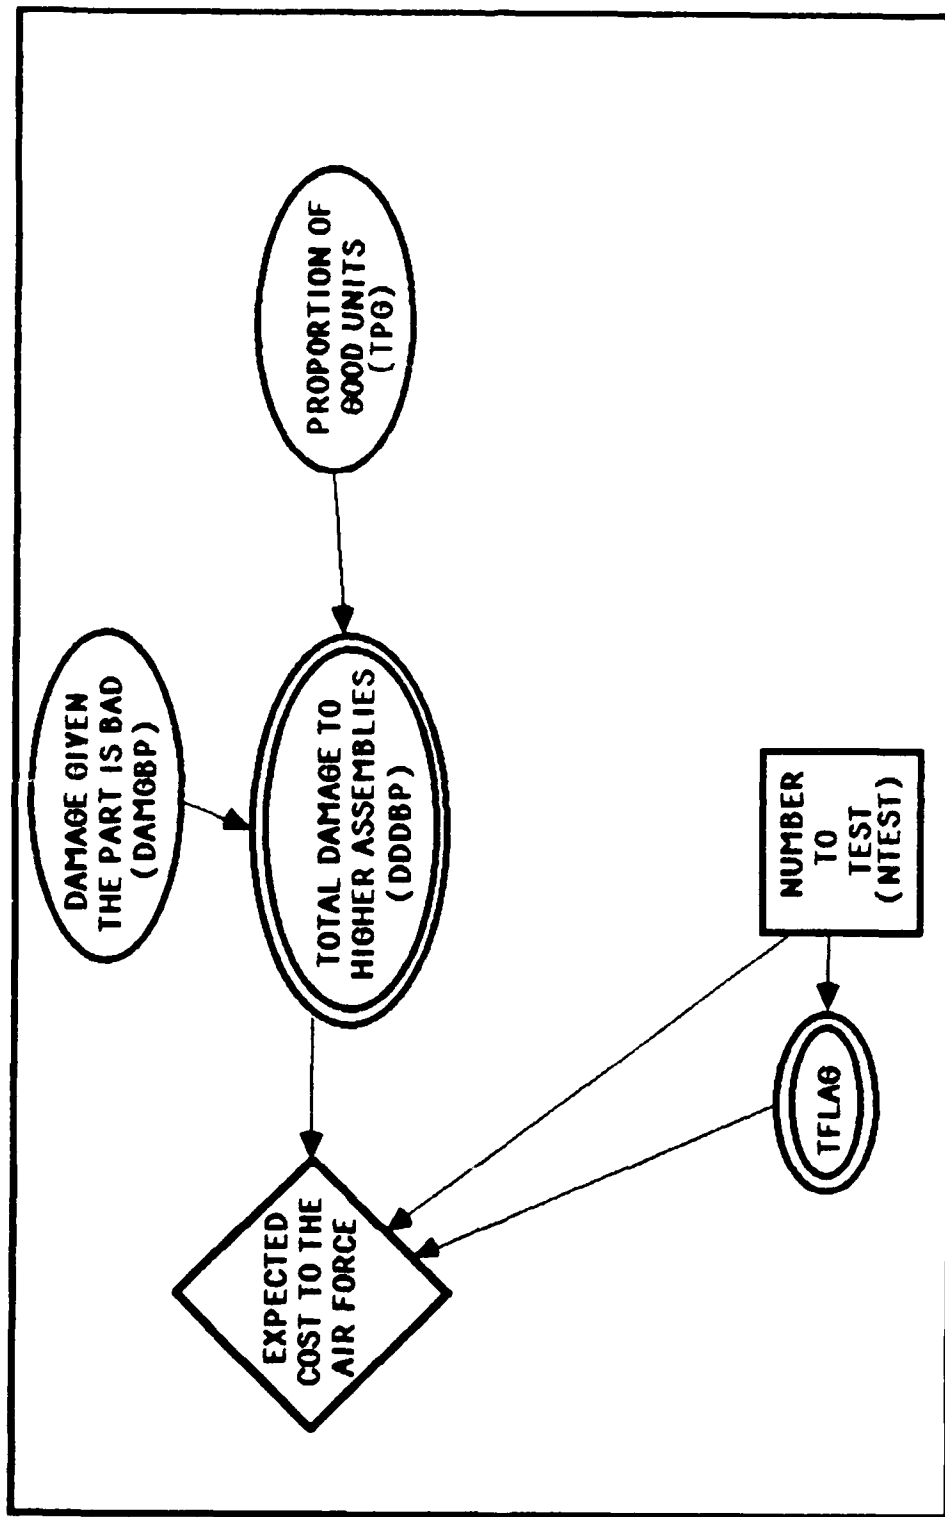 DAMAGE GIVEN
THE PART IS BAD
(DAMGBP)
PROPORTION OF
GOOD UNITS
(TPG)
TOTAL DAMAGE TO
HIGHER ASSEMBLIES
(DDDBP)
EXPECTED
COST TO THE
AIR FORCE
NUMBER
TO
TEST
(NTEST)
TFLAG